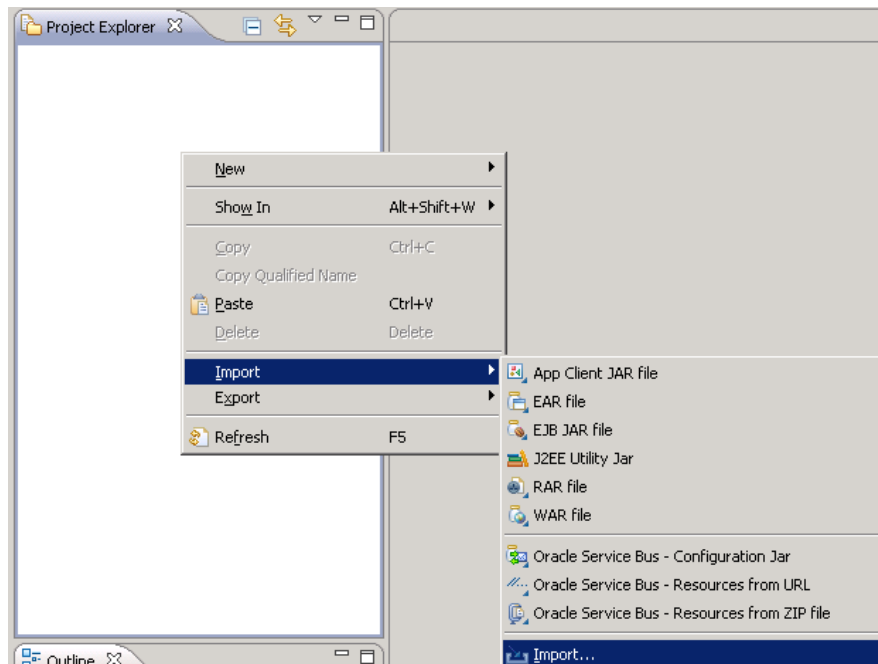 Project Explorer
New
Show In Alt+Shift+W
Copy Ctrl+C
Copy Qualified Name
Paste Ctrl+V
Delete Delete
Import
Export
Refresh F5
App Client JAR file
EAR file
EJB JAR file
J2EE Utility Jar
RAR file
WAR file
Oracle Service Bus - Configuration Jar
Oracle Service Bus - Resources from URL
Oracle Service Bus - Resources from ZIP file
Import...
Outline